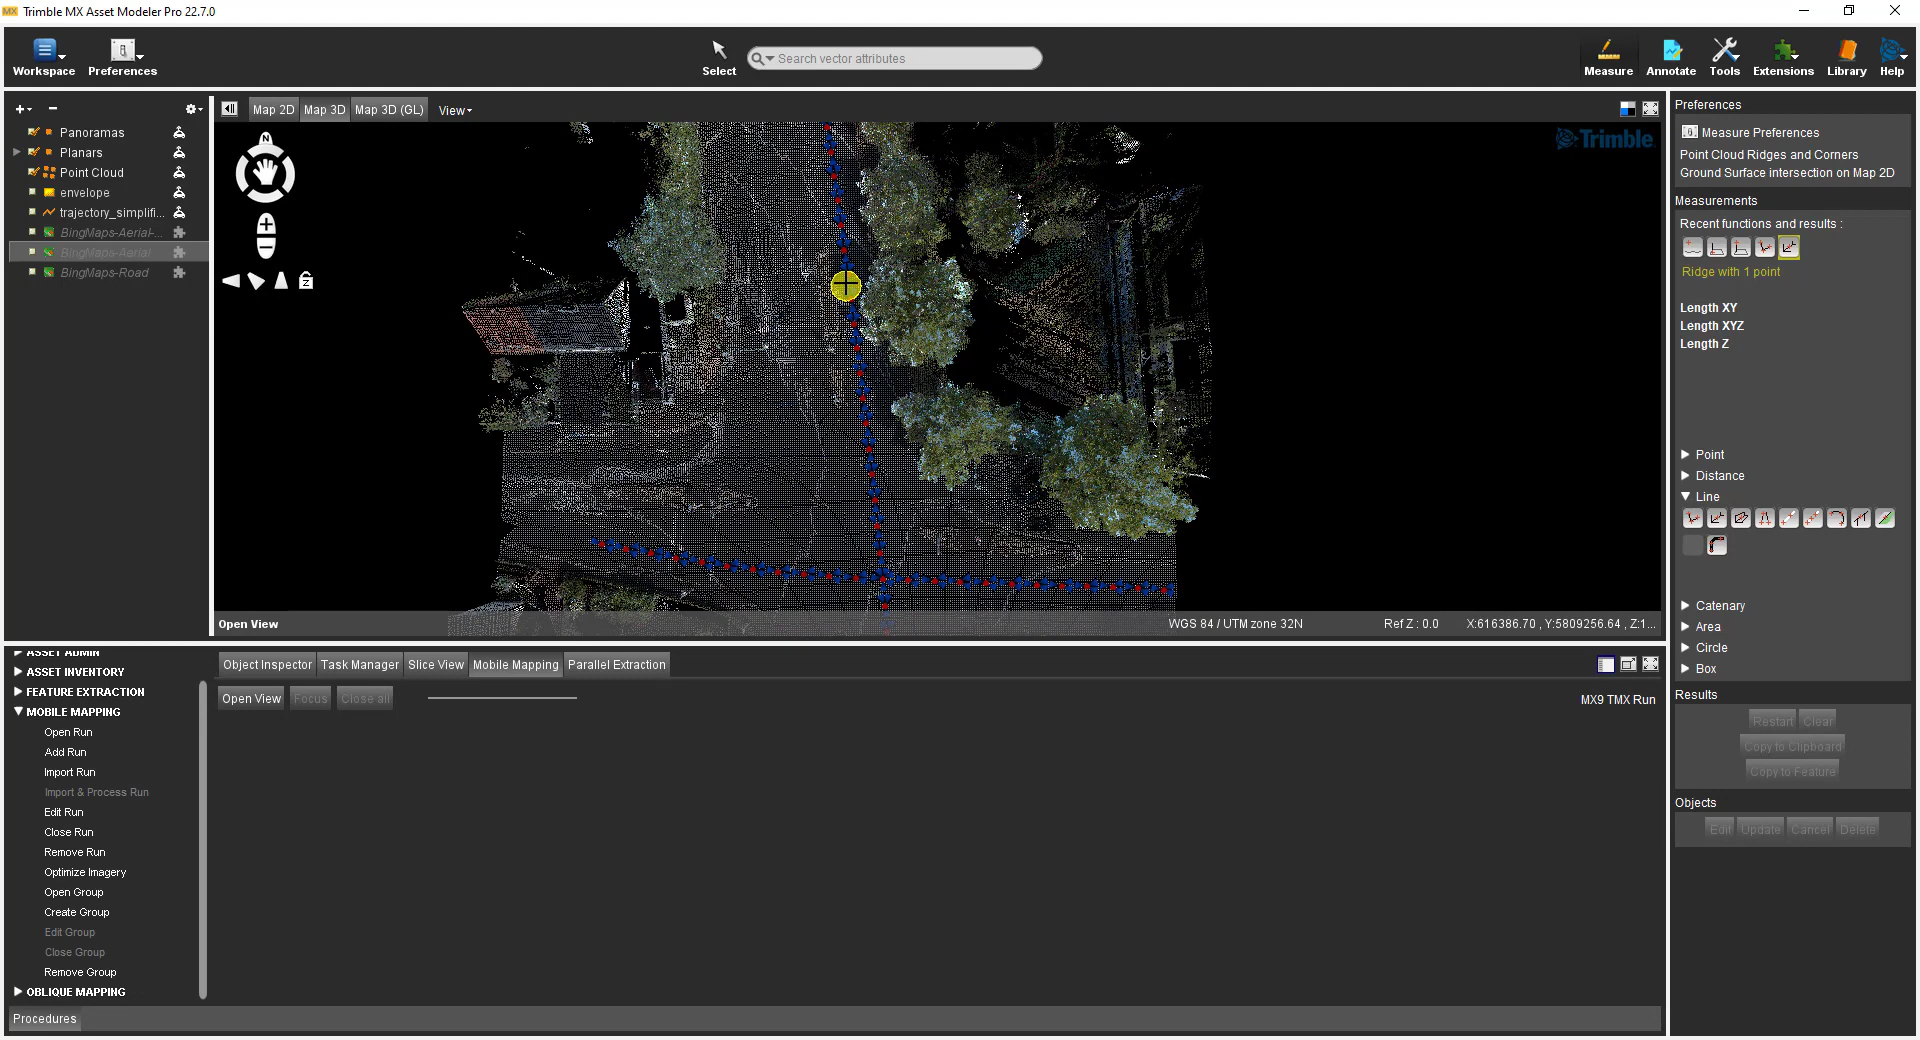 Trimble MX Asset Modeler Pro 22.7.0
Workspace
Preferences
Select
Search vector attributes
Measure
Annotate
Tools
Extensions
Library
Help
Panoramas
Planars
Point Cloud
envelope
trajectory_simplifi...
BingMaps-Aerial-...
BingMaps-Aerial
BingMaps-Road
Map 2D
Map 3D
Map 3D (GL)
View
N
Z
Trimble
Open View
WGS 84 / UTM zone 32N
Ref Z : 0.0
X:616386.70 , Y:5809256.64 , Z:1...
Preferences
Measure Preferences
Point Cloud Ridges and Corners
Ground Surface intersection on Map 2D
Measurements
Recent functions and results :
Ridge with 1 point
Length XY
Length XYZ
Length Z
Point
Distance
Line
Catenary
Area
Circle
Box
Results
Restart
Clear
Copy to Clipboard
Copy to Feature
Objects
Edit
Update
Cancel
Delete
ASSET ADMIN
ASSET INVENTORY
FEATURE EXTRACTION
MOBILE MAPPING
Open Run
Add Run
Import Run
Import & Process Run
Edit Run
Close Run
Remove Run
Optimize Imagery
Open Group
Create Group
Edit Group
Close Group
Remove Group
OBLIQUE MAPPING
Procedures
Object Inspector
Task Manager
Slice View
Mobile Mapping
Parallel Extraction
Open View
Focus
Close all
MX9 TMX Run